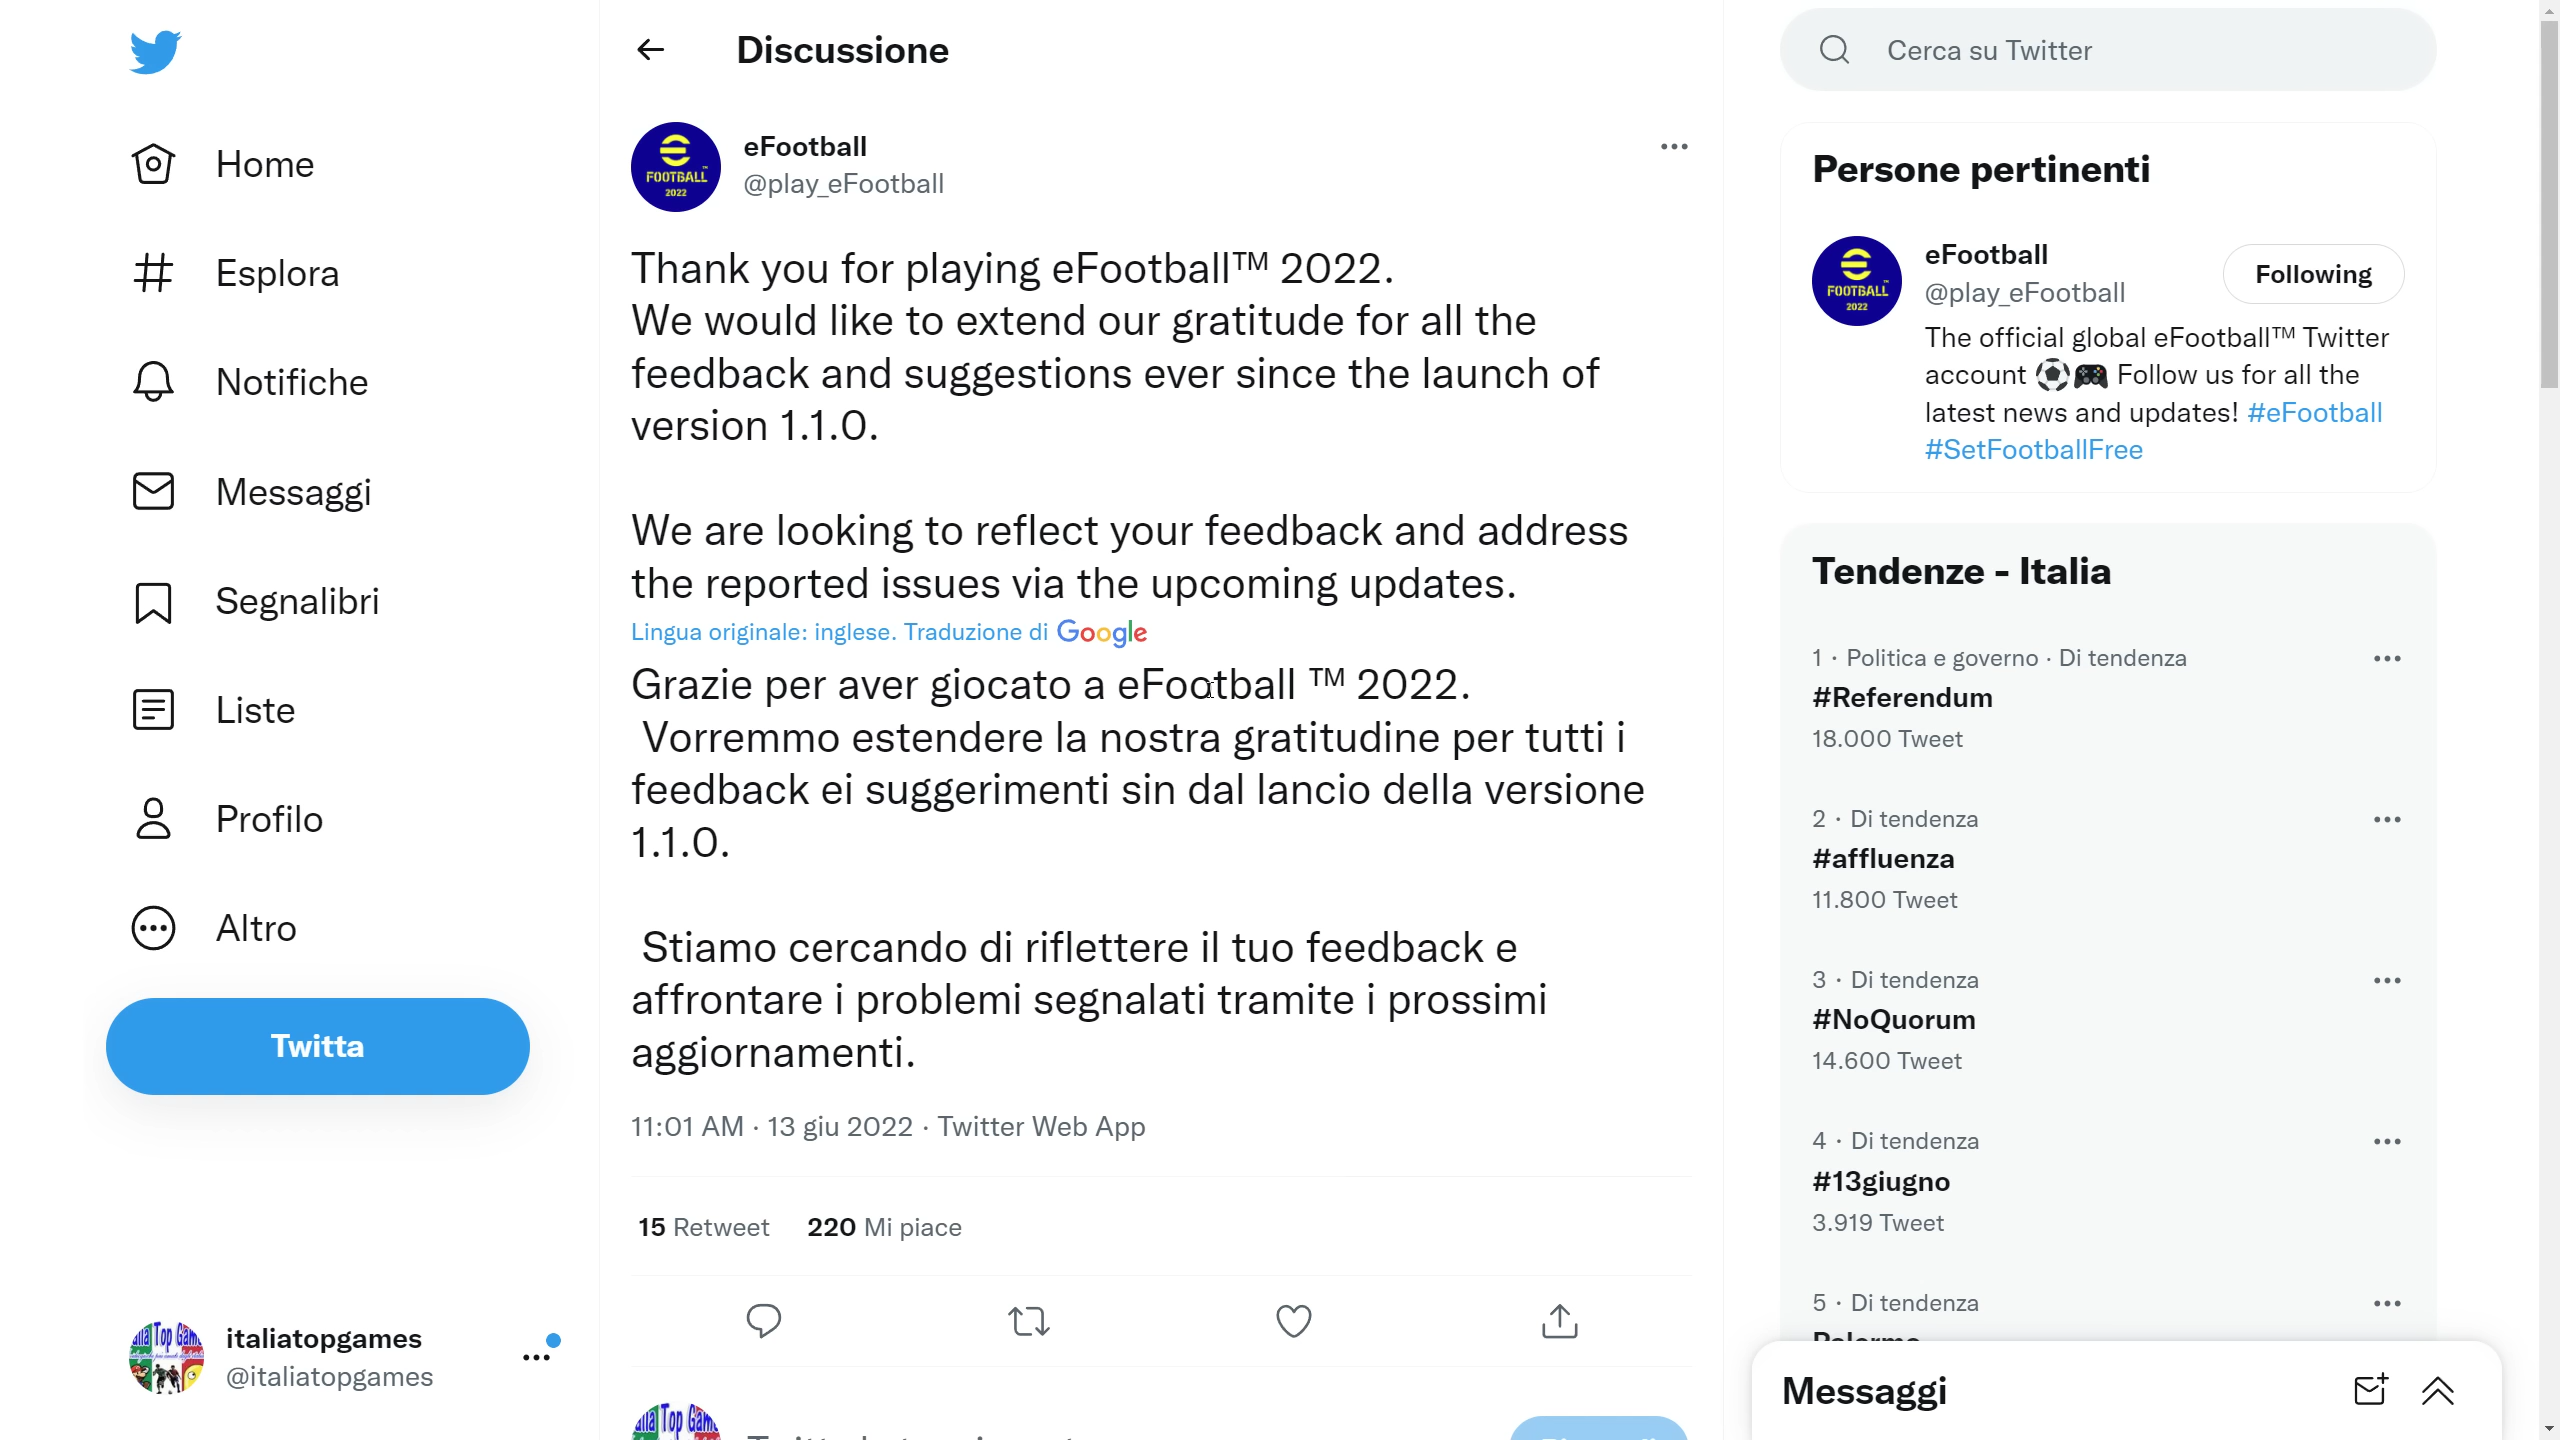 Home
Esplora
Notifiche
Messaggi
Segnalibri
Liste
Profilo
Altro
Twitta
italiatopgames
@italiatopgames
Discussione
FOOTBALL
2022
eFootball
@play_eFootball
Thank you for playing eFootball™ 2022.
We would like to extend our gratitude for all the
feedback and suggestions ever since the launch of
version 1.1.0.
We are looking to reflect your feedback and address
the reported issues via the upcoming updates.
Lingua originale: inglese. Traduzione di Google
Grazie per aver giocato a eFootball ™ 2022.
Vorremmo estendere la nostra gratitudine per tutti i
feedback ei suggerimenti sin dal lancio della versione
1.1.0.
Stiamo cercando di riflettere il tuo feedback e
affrontare i problemi segnalati tramite i prossimi
aggiornamenti.
11:01 AM · 13 giu 2022 · Twitter Web App
15 Retweet 220 Mi piace
Cerca su Twitter
Persone pertinenti
FOOTBALL
2022
eFootball
@play_eFootball
Following
The official global eFootball™ Twitter
account ⚽🎮 Follow us for all the
latest news and updates! #eFootball
#SetFootballFree
Tendenze - Italia
1 · Politica e governo · Di tendenza
#Referendum
18.000 Tweet
2 · Di tendenza
#affluenza
11.800 Tweet
3 · Di tendenza
#NoQuorum
14.600 Tweet
4 · Di tendenza
#13giugno
3.919 Tweet
5 · Di tendenza
Messaggi